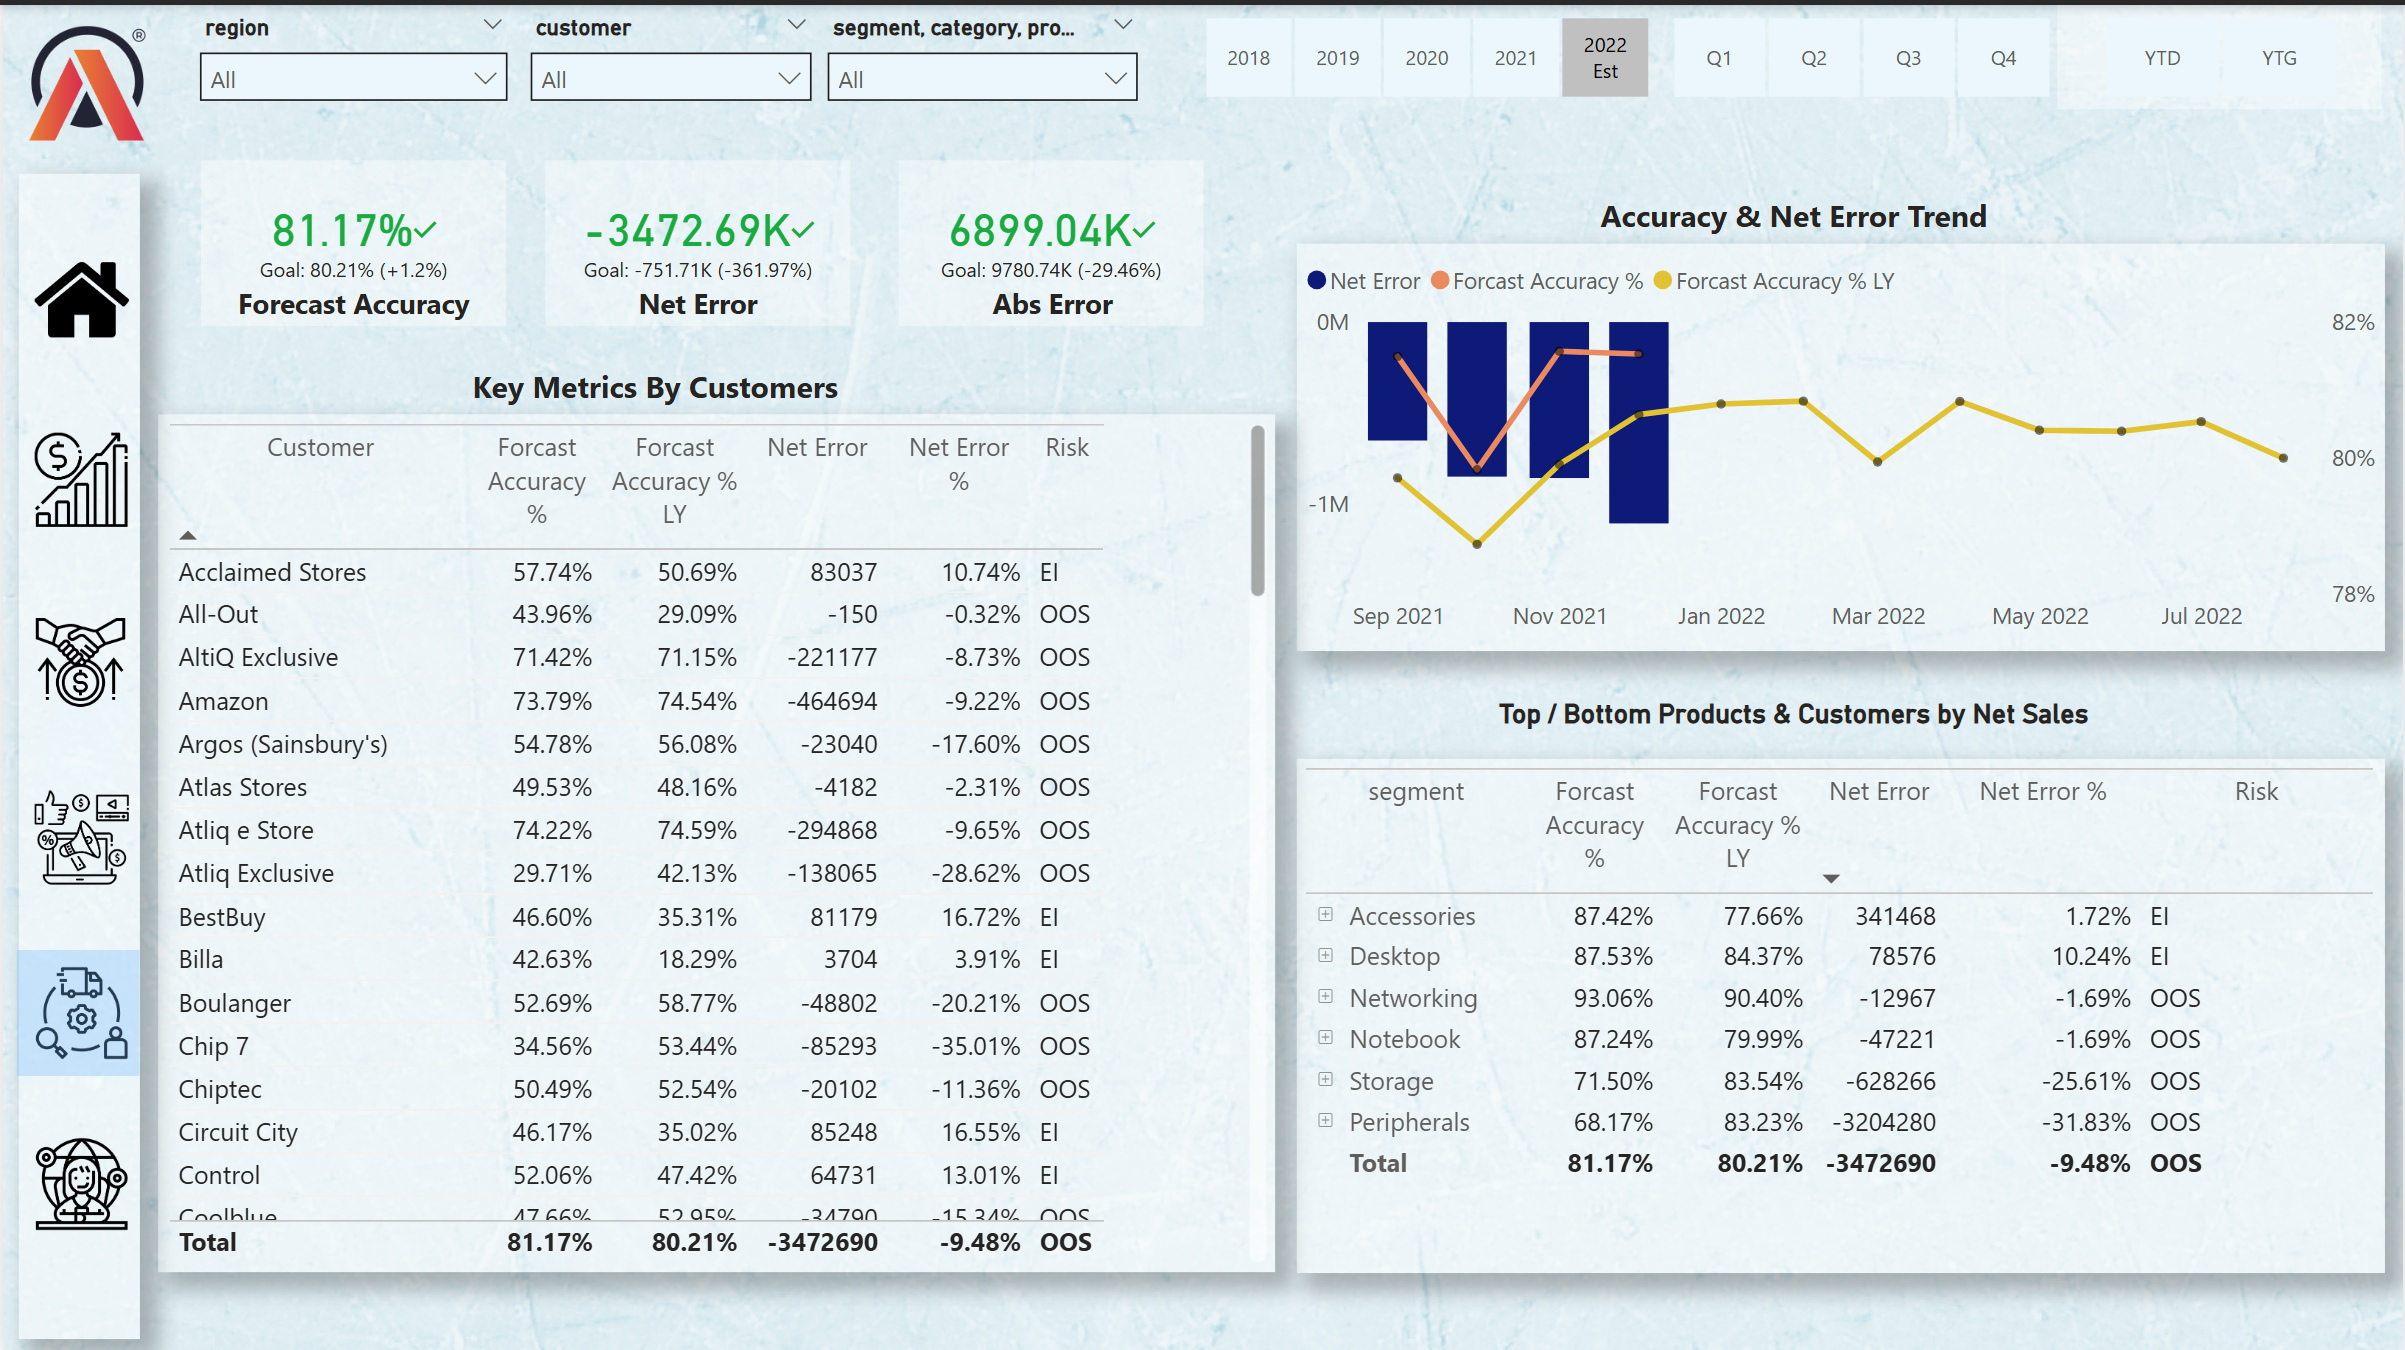 region
customer
segment, category, pro...
All
All
All
2018
2019
2020
2021
2022
Est
Q1
Q2
Q3
Q4
YTD
YTG
®
81.17%
Goal: 80.21% (+1.2%)
Forecast Accuracy
-3472.69K
Goal: -751.71K (-361.97%)
Net Error
6899.04K
Goal: 9780.74K (-29.46%)
Abs Error
Key Metrics By Customers
Customer Forcast Accuracy % Forcast Accuracy % LY Net Error Net Error % Risk
Acclaimed Stores 57.74% 50.69% 83037 10.74% EI
All-Out 43.96% 29.09% -150 -0.32% OOS
AltiQ Exclusive 71.42% 71.15% -221177 -8.73% OOS
Amazon 73.79% 74.54% -464694 -9.22% OOS
Argos (Sainsbury's) 54.78% 56.08% -23040 -17.60% OOS
Atlas Stores 49.53% 48.16% -4182 -2.31% OOS
Atliq e Store 74.22% 74.59% -294868 -9.65% OOS
Atliq Exclusive 29.71% 42.13% -138065 -28.62% OOS
BestBuy 46.60% 35.31% 81179 16.72% EI
Billa 42.63% 18.29% 3704 3.91% EI
Boulanger 52.69% 58.77% -48802 -20.21% OOS
Chip 7 34.56% 53.44% -85293 -35.01% OOS
Chiptec 50.49% 52.54% -20102 -11.36% OOS
Circuit City 46.17% 35.02% 85248 16.55% EI
Control 52.06% 47.42% 64731 13.01% EI
Coolblue 47.66% 52.95% -34790 -15.34% OOS
Total 81.17% 80.21% -3472690 -9.48% OOS
Accuracy & Net Error Trend
Net Error Forcast Accuracy % Forcast Accuracy % LY
0M
-1M
82%
80%
78%
Sep 2021 Nov 2021 Jan 2022 Mar 2022 May 2022 Jul 2022
Top / Bottom Products & Customers by Net Sales
segment Forcast Accuracy % Forcast Accuracy % LY Net Error Net Error % Risk
Accessories 87.42% 77.66% 341468 1.72% EI
Desktop 87.53% 84.37% 78576 10.24% EI
Networking 93.06% 90.40% -12967 -1.69% OOS
Notebook 87.24% 79.99% -47221 -1.69% OOS
Storage 71.50% 83.54% -628266 -25.61% OOS
Peripherals 68.17% 83.23% -3204280 -31.83% OOS
Total 81.17% 80.21% -3472690 -9.48% OOS